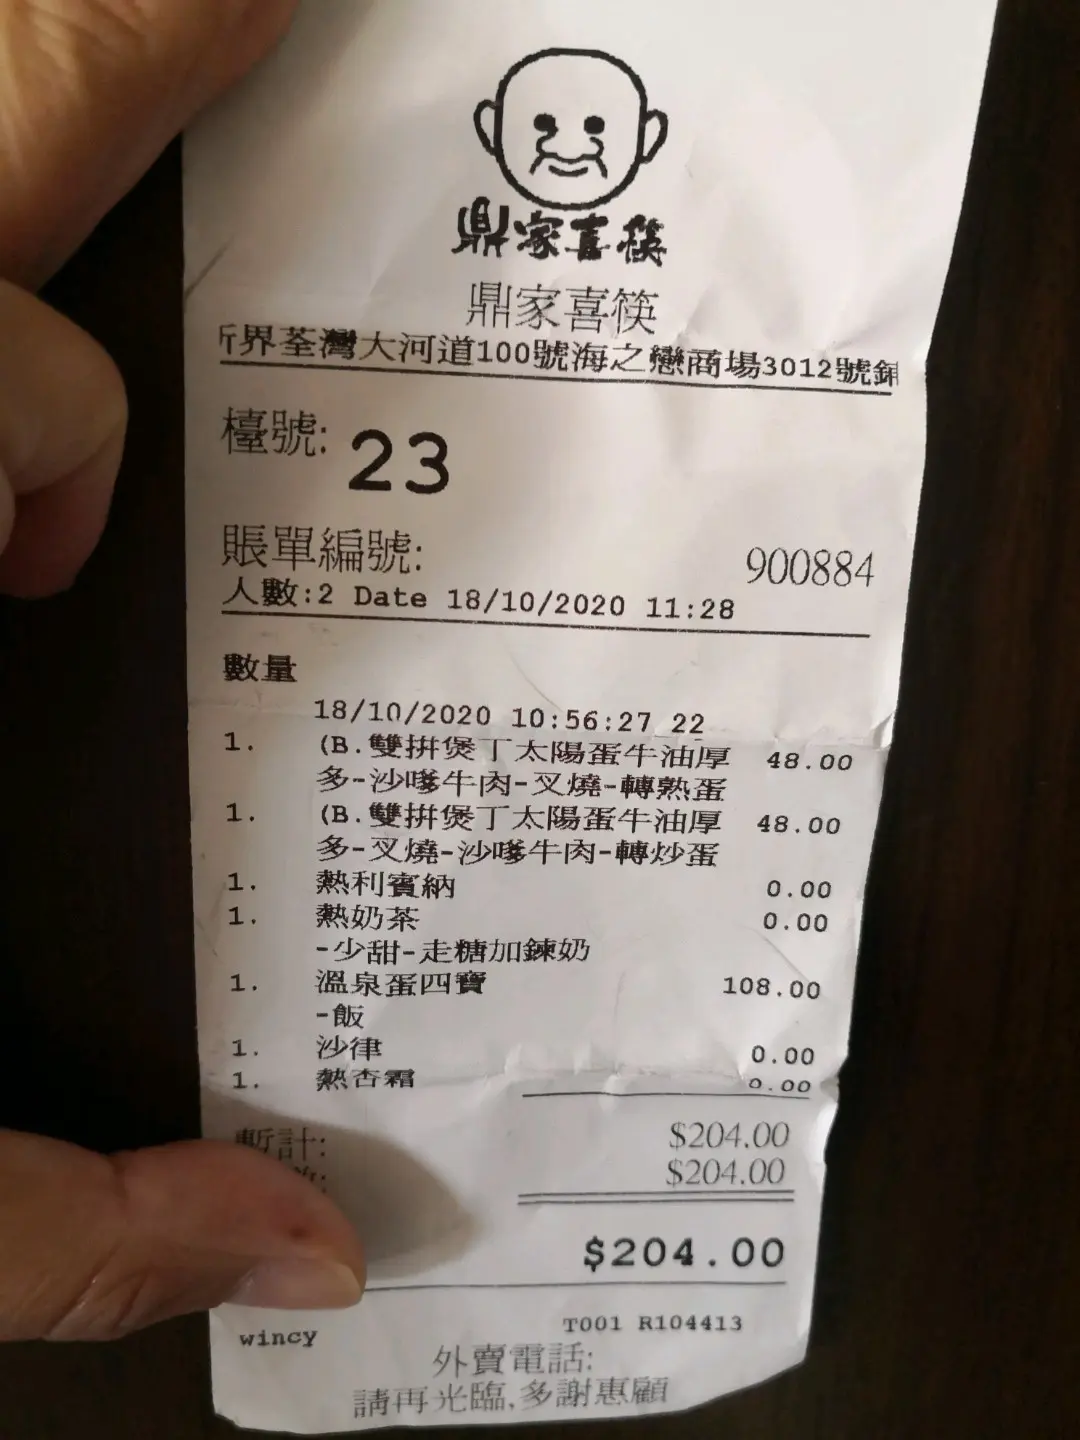 鼎家喜筷
鼎家喜筷
界荃灣大河道100號海之戀商場3012號
檯號: 23
賬單編號: 900884
人數:2 Date 18/10/2020 11:28
數量
18/10/2020 10:56:27 22
1. (B.雙拚煲丁太陽蛋牛油厚 48.00
多-沙嗲牛肉-叉燒-轉熟蛋
1. (B.雙拚煲丁太陽蛋牛油厚 48.00
多-叉燒-沙嗲牛肉-轉炒蛋
1. 熱利賓納 0.00
1. 熱奶茶 0.00
-少甜-走糖加鍊奶
1. 溫泉蛋四寶 108.00
-飯
1. 沙律 0.00
1. 熱杏霜 0.00
暫計: $204.00
$204.00
$204.00
wincy T001 R104413
外賣電話:
請再光臨,多謝惠顧